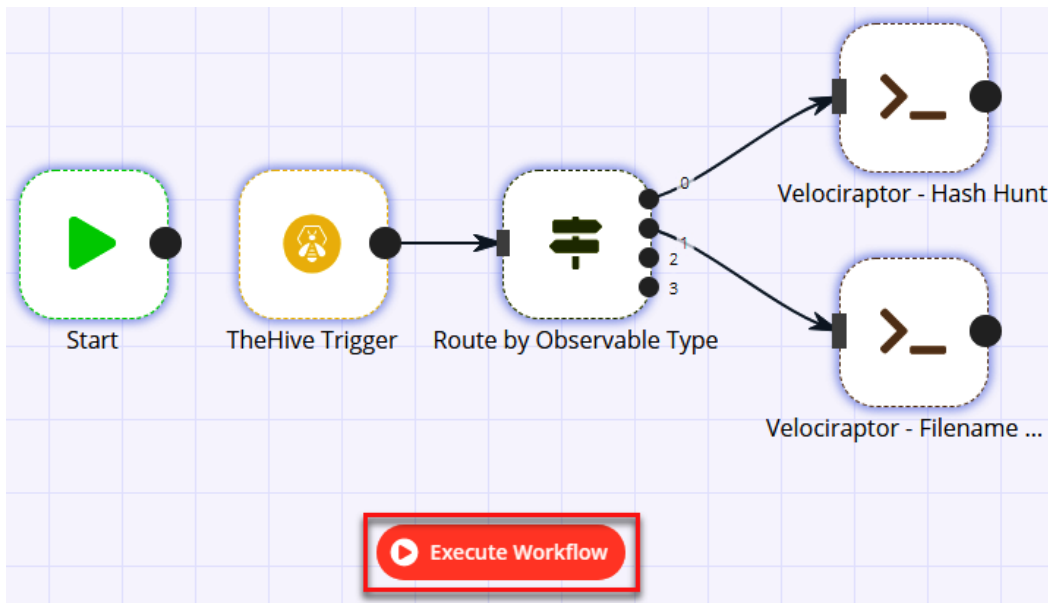 0
Velociraptor - Hash Hunt
1
2
3
Start
TheHive Trigger
Route by Observable Type
Velociraptor - Filename ...
Execute Workflow